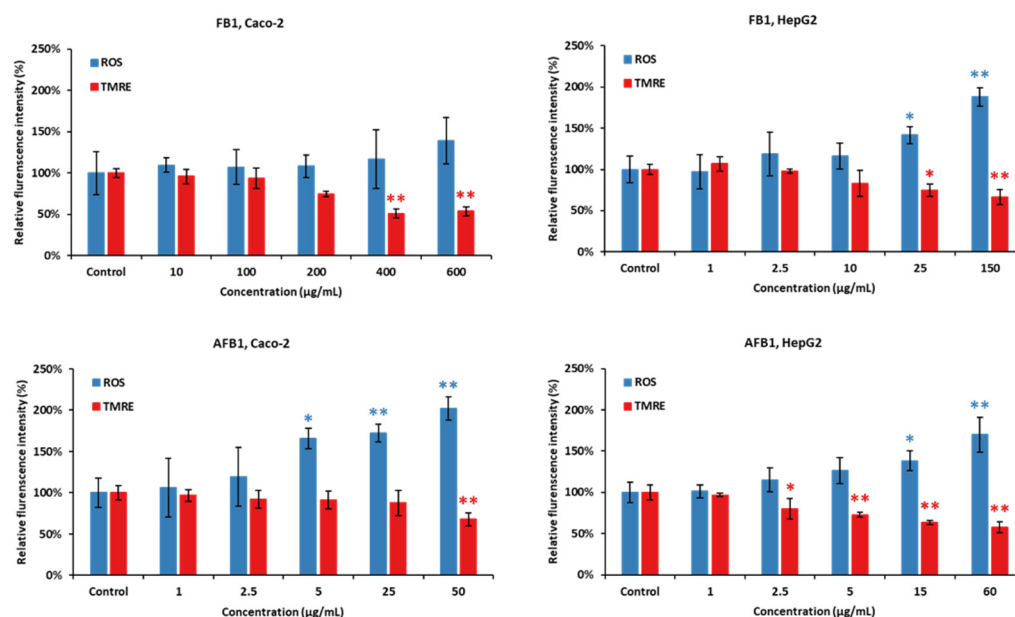 FB1, Caco-2
Relative flurenscence intensity (%)
250%
200%
150%
100%
50%
0%
ROS
TMRE
** **
Control 10 100 200 400 600
Concentration (µg/mL)
FB1, HepG2
Relative flurenscence intensity (%)
250%
200%
150%
100%
50%
0%
ROS
TMRE
* **
* **
Control 1 2.5 10 25 150
Concentration (µg/mL)
AFB1, Caco-2
Relative flurenscence intensity (%)
250%
200%
150%
100%
50%
0%
ROS
TMRE
* ** **
**
Control 1 2.5 5 25 50
Concentration (µg/mL)
AFB1, HepG2
Relative flurenscence intensity (%)
250%
200%
150%
100%
50%
0%
ROS
TMRE
* **
* ** ** **
Control 1 2.5 5 15 60
Concentration (µg/mL)